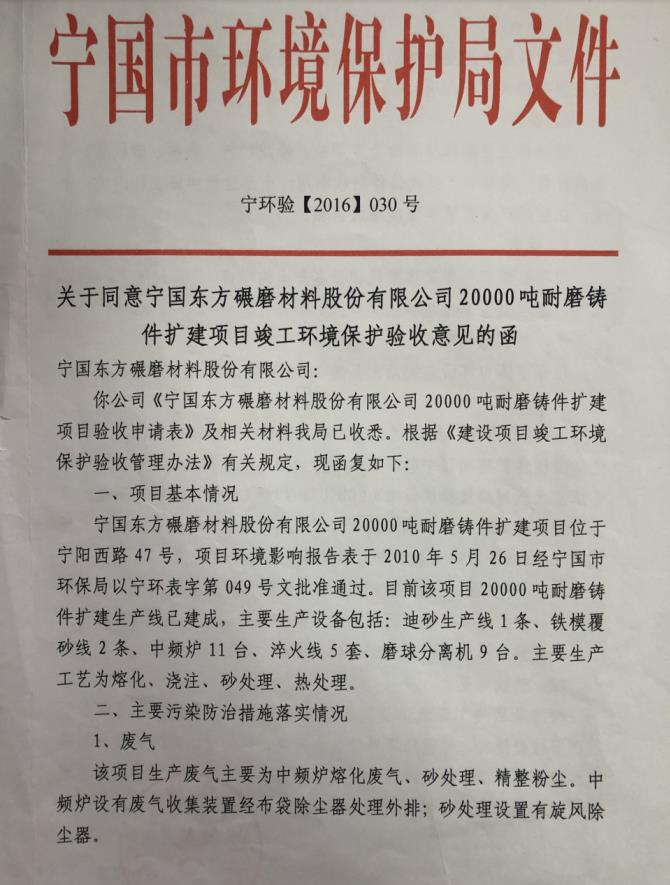 宁国市环境保护局文件
宁环验【2016】030 号
关于同意宁国东方碾磨材料股份有限公司 20000 吨耐磨铸
件扩建项目竣工环境保护验收意见的函
宁国东方碾磨材料股份有限公司：
你公司《宁国东方碾磨材料股份有限公司 20000 吨耐磨铸件扩建
项目验收申请表》及相关材料我局已收悉。根据《建设项目竣工环境
保护验收管理办法》有关规定，现函复如下：
一、项目基本情况
宁国东方碾磨材料股份有限公司 20000 吨耐磨铸件扩建项目位于
宁阳西路 47 号，项目环境影响报告表于 2010 年 5 月 26 日经宁国市
环保局以宁环表字第 049 号文批准通过。目前该项目 20000 吨耐磨铸
件扩建生产线已建成，主要生产设备包括：迪砂生产线 1 条、铁模覆
砂线 2 条、中频炉 11 台、淬火线 5 套、磨球分离机 9 台。主要生产
工艺为熔化、浇注、砂处理、热处理。
二、主要污染防治措施落实情况
1、废气
该项目生产废气主要为中频炉熔化废气、砂处理、精整粉尘。中
频炉设有废气收集装置经布袋除尘器处理外排；砂处理设置有旋风除
尘器。